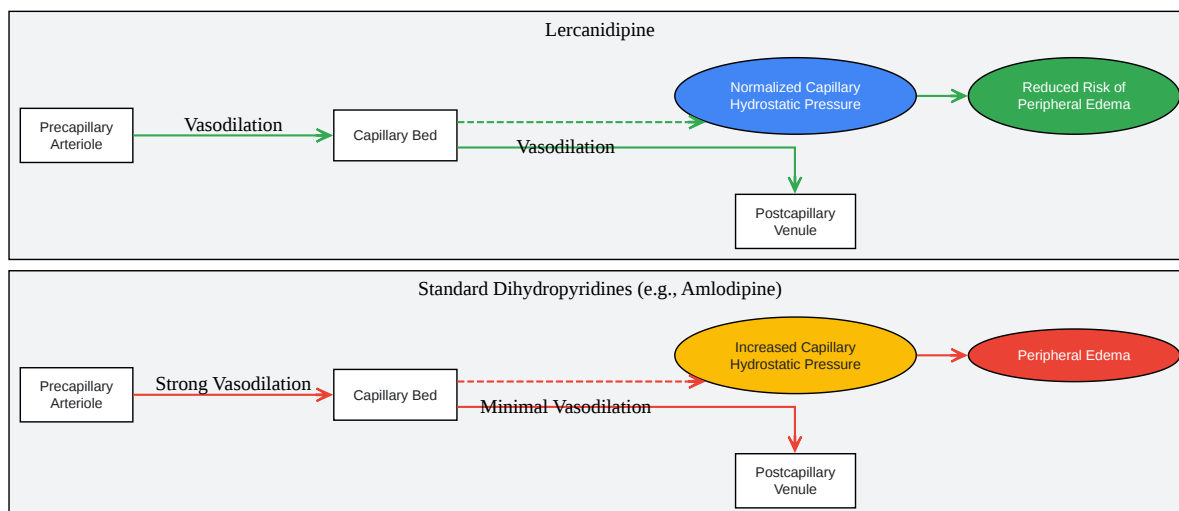 Lercanidipine
Normalized Capillary
Hydrostatic Pressure
Reduced Risk of
Peripheral Edema
Precapillary
Arteriole
Vasodilation
Capillary Bed
Vasodilation
Postcapillary
Venule
Standard Dihydropyridines (e.g., Amlodipine)
Increased Capillary
Hydrostatic Pressure
Peripheral Edema
Precapillary
Arteriole
Strong Vasodilation
Capillary Bed
Minimal Vasodilation
Postcapillary
Venule